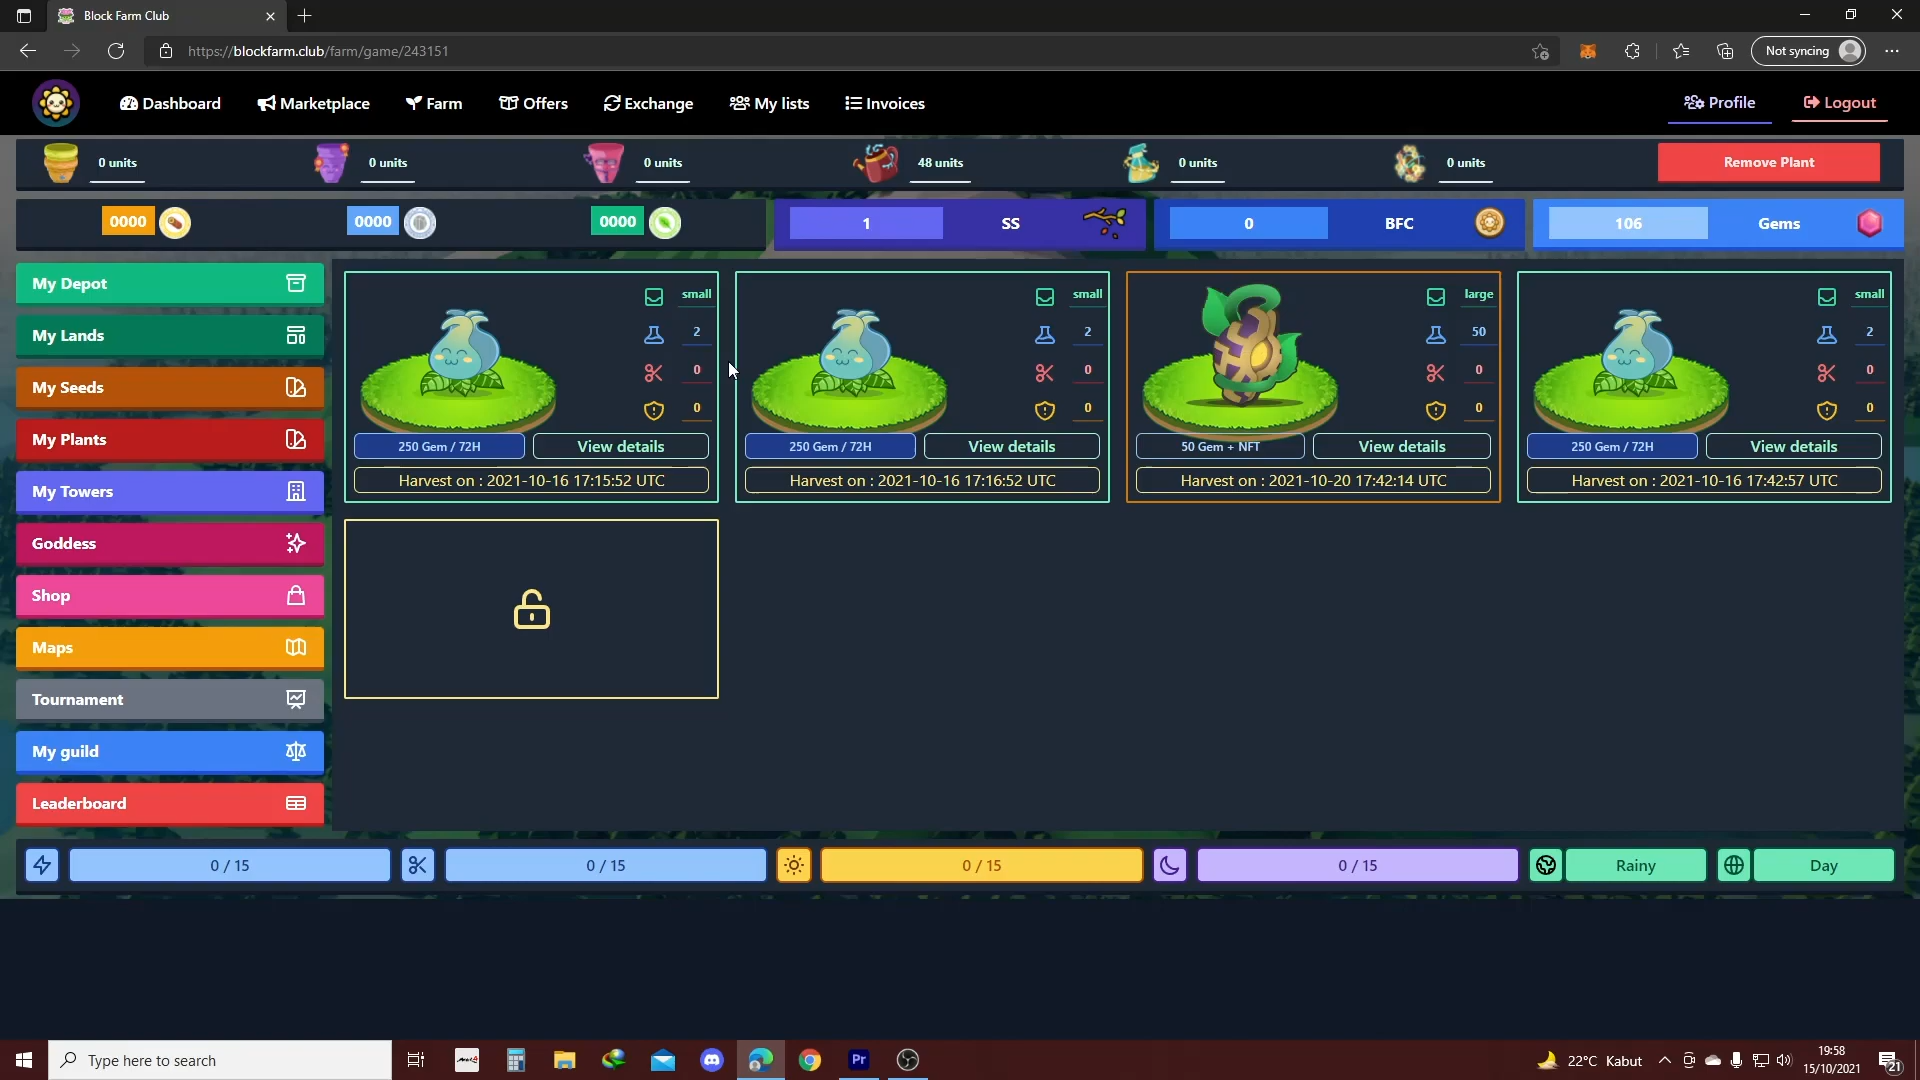 Block Farm Club
https://blockfarm.club/farm/game/243151
Not syncing
Dashboard
Marketplace
Farm
Offers
Exchange
My lists
Invoices
Profile
Logout
0 units
0 units
0 units
48 units
0 units
0 units
Remove Plant
0000
0000
0000
1
SS
0
BFC
106
Gems
My Depot
My Lands
My Seeds
My Plants
My Towers
Goddess
Shop
Maps
Tournament
My guild
Leaderboard
small
2
0
0
250 Gem / 72H
View details
Harvest on : 2021-10-16 17:15:52 UTC
small
2
0
0
250 Gem / 72H
View details
Harvest on : 2021-10-16 17:16:52 UTC
large
50
0
0
50 Gem + NFT
View details
Harvest on : 2021-10-20 17:42:14 UTC
small
2
0
0
250 Gem / 72H
View details
Harvest on : 2021-10-16 17:42:57 UTC
0 / 15
0 / 15
0 / 15
0 / 15
Rainy
Day
Type here to search
Pr
22°C Kabut
19:58
15/10/2021
21